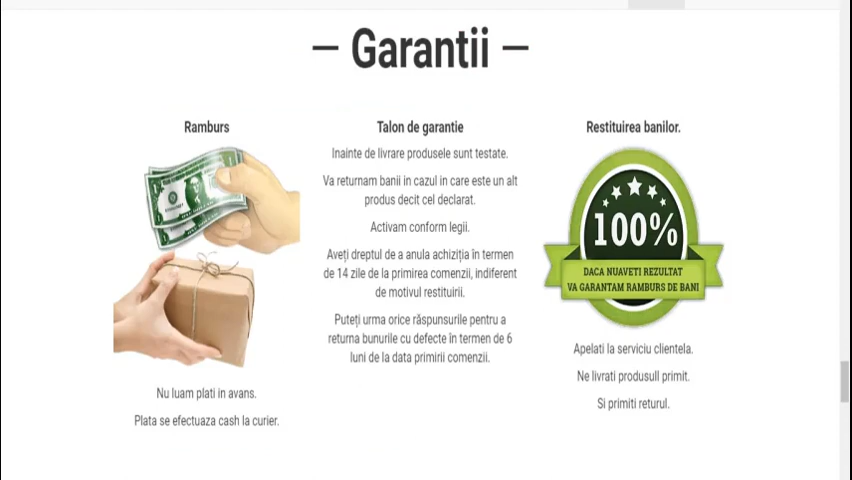 — Garantii —
Ramburs
Nu luam plati in avans.
Plata se efectuaza cash la curier.
Talon de garantie
Inainte de livrare produsele sunt testate.
Va returnam banii in cazul in care este un alt
produs decit cel declarat.
Activam conform legii.
Aveți dreptul de a anula achiziția în termen
de 14 zile de la primirea comenzii, indiferent
de motivul restituirii.
Puteți urma orice răspunsurile pentru a
returna bunurile cu defecte în termen de 6
luni de la data primirii comenzii.
Restituirea banilor.
100%
DACA NUAVETI REZULTAT
VA GARANTAM RAMBURS DE BANI
Apelati la serviciu clientela.
Ne livrati produsull primit.
Si primiti returul.